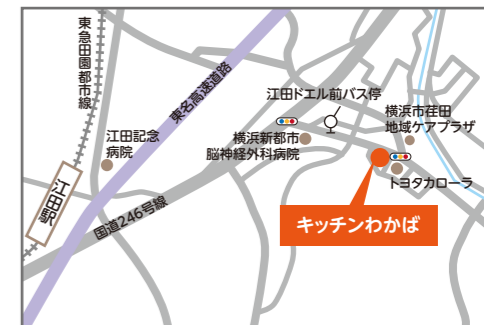 東急田園都市線
東名高速道路
江田ドエル前バス停
江田記念
病院
横浜新都市
脳神経外科病院
横浜市荏田
地域ケアプラザ
トヨタカローラ
江田駅
国道246号線
キッチンわかば